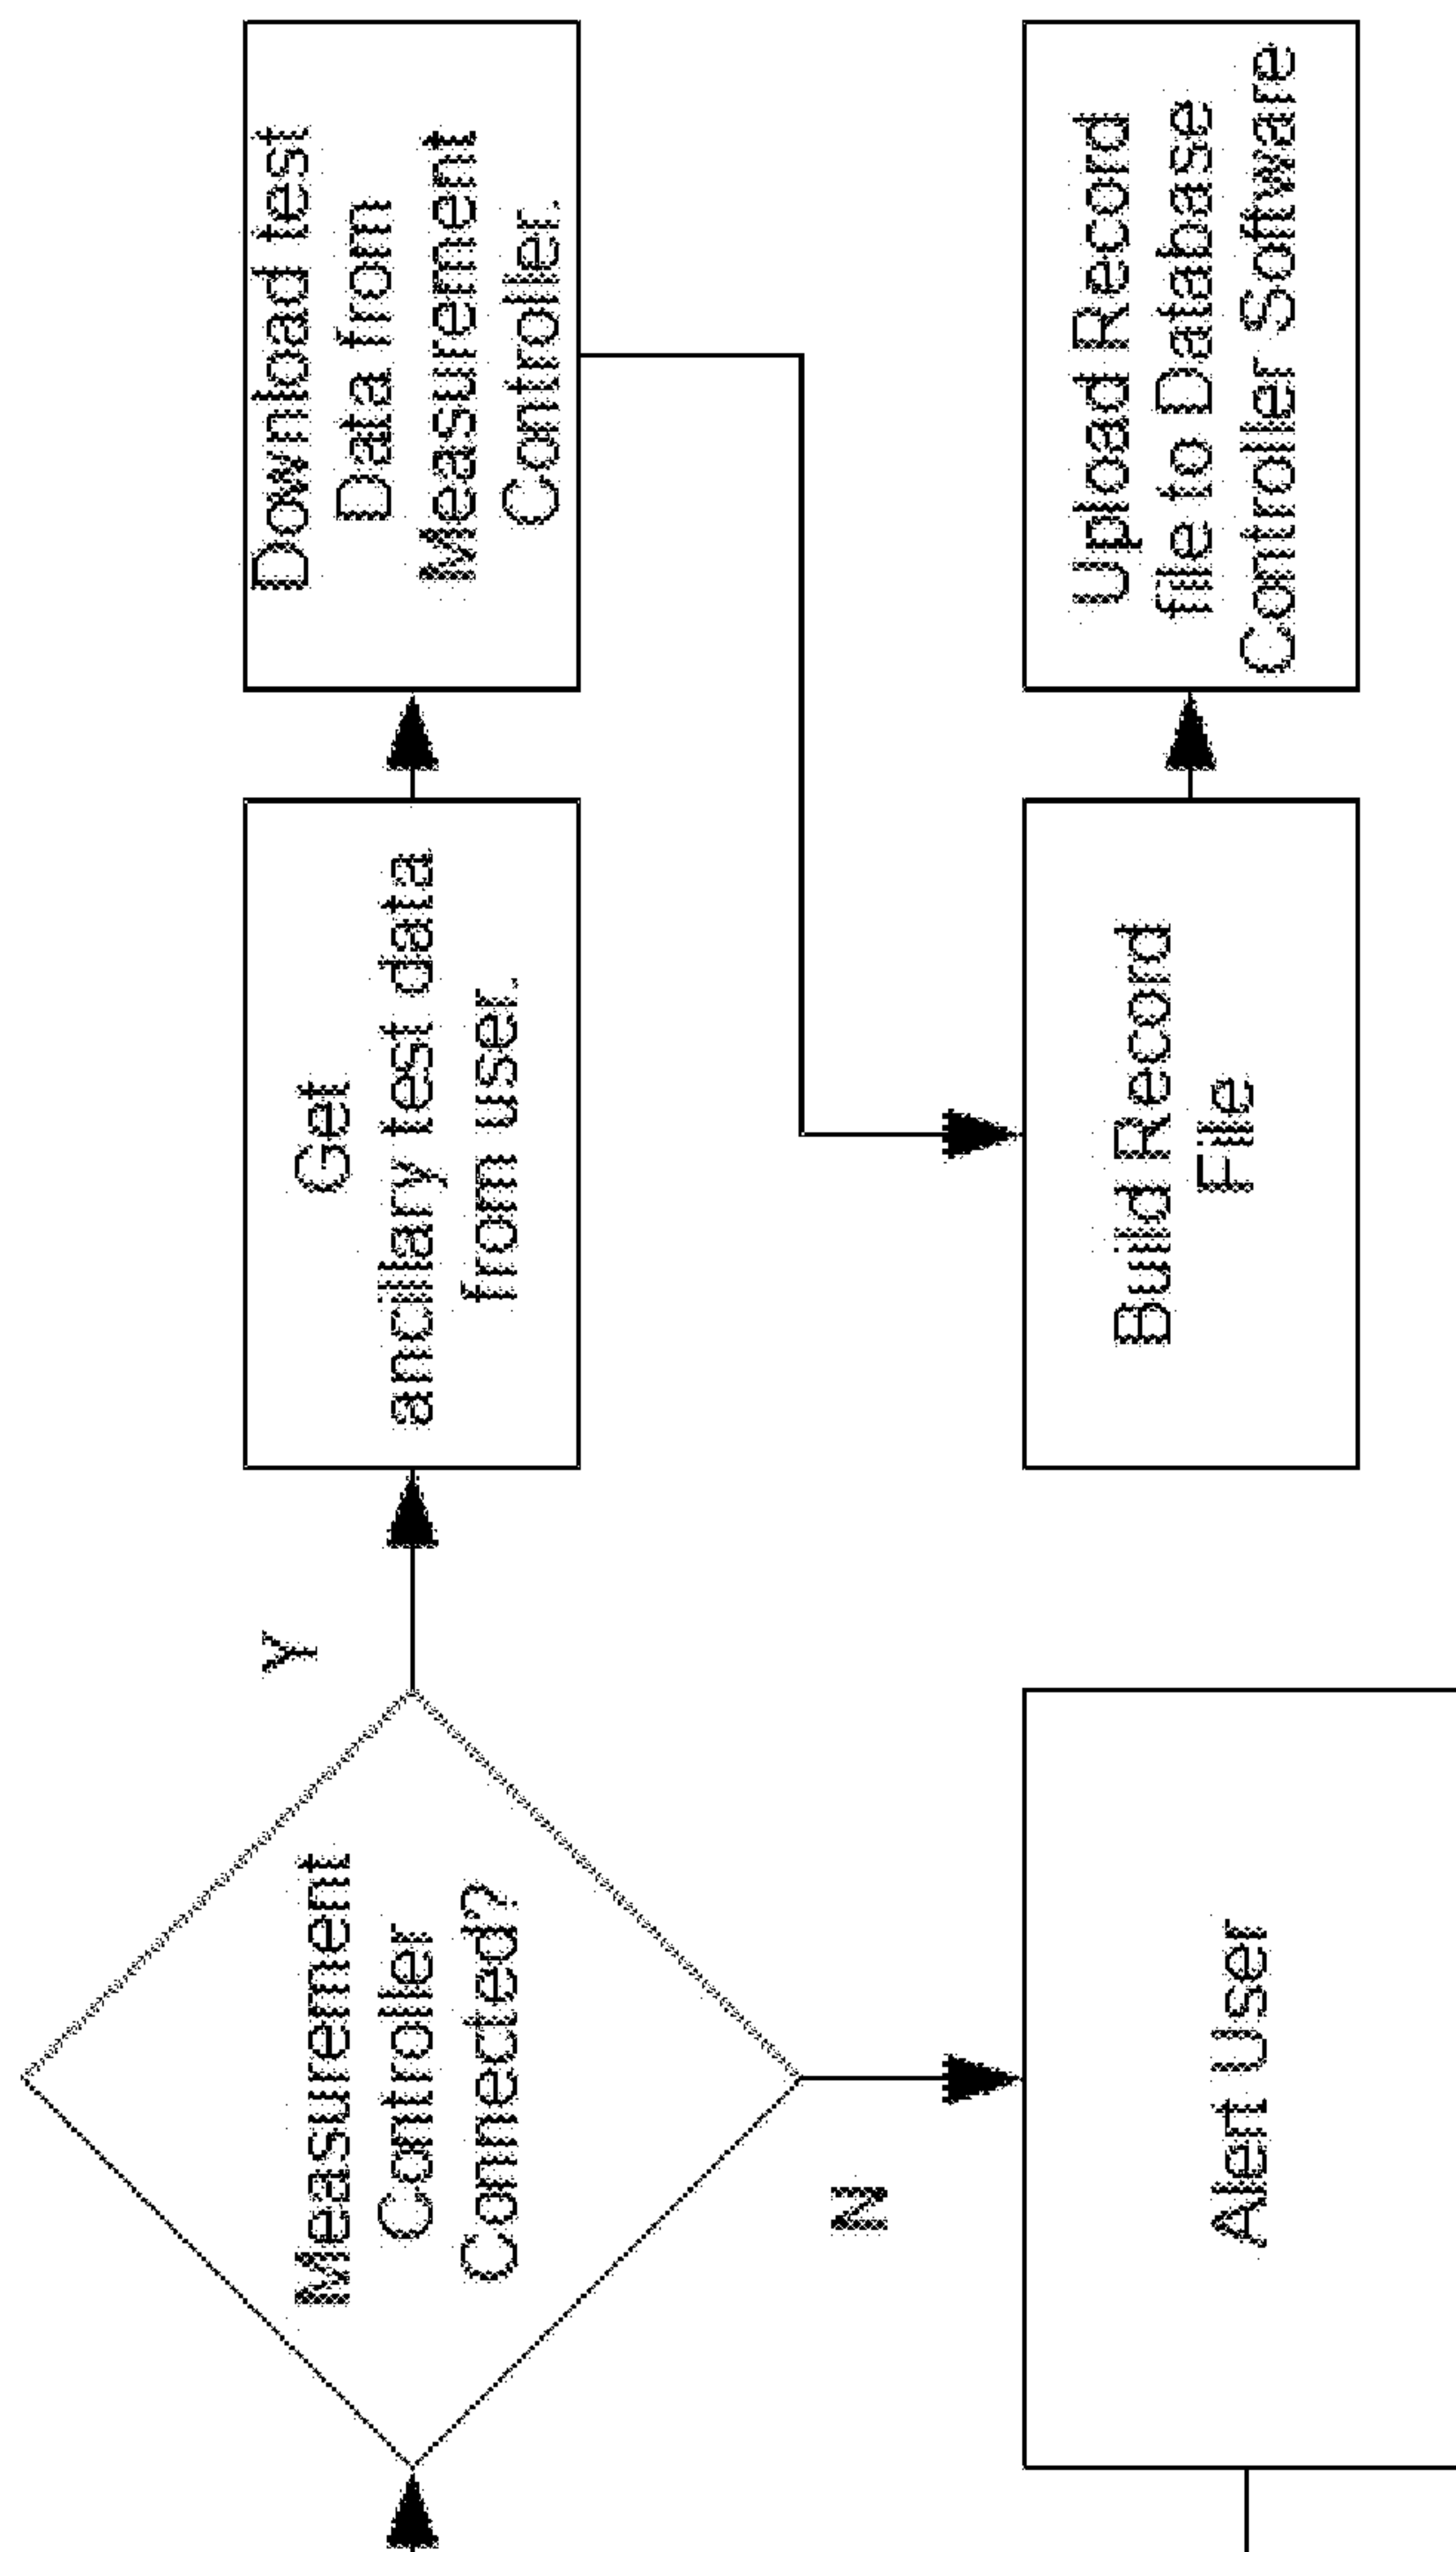 Measurement
Controller
Connected?
Y
N
Get
ancillary test data
from user.
Download test
Data from
Measurement
Controller.
Alert User
Build Record
File
Upload Record
file to Database
Controller Software